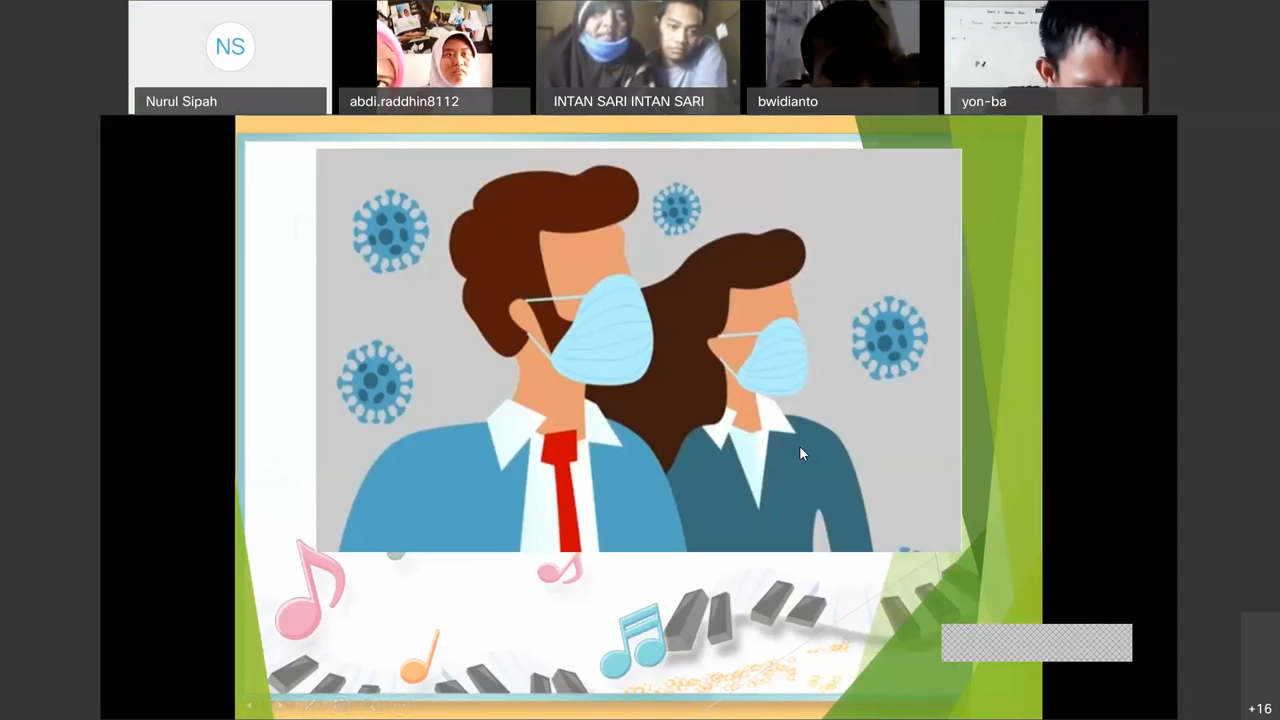 NS
Nurul Sipah
abdi.raddhin8112
INTAN SARI INTAN SARI
bwidianto
yon-ba
+16